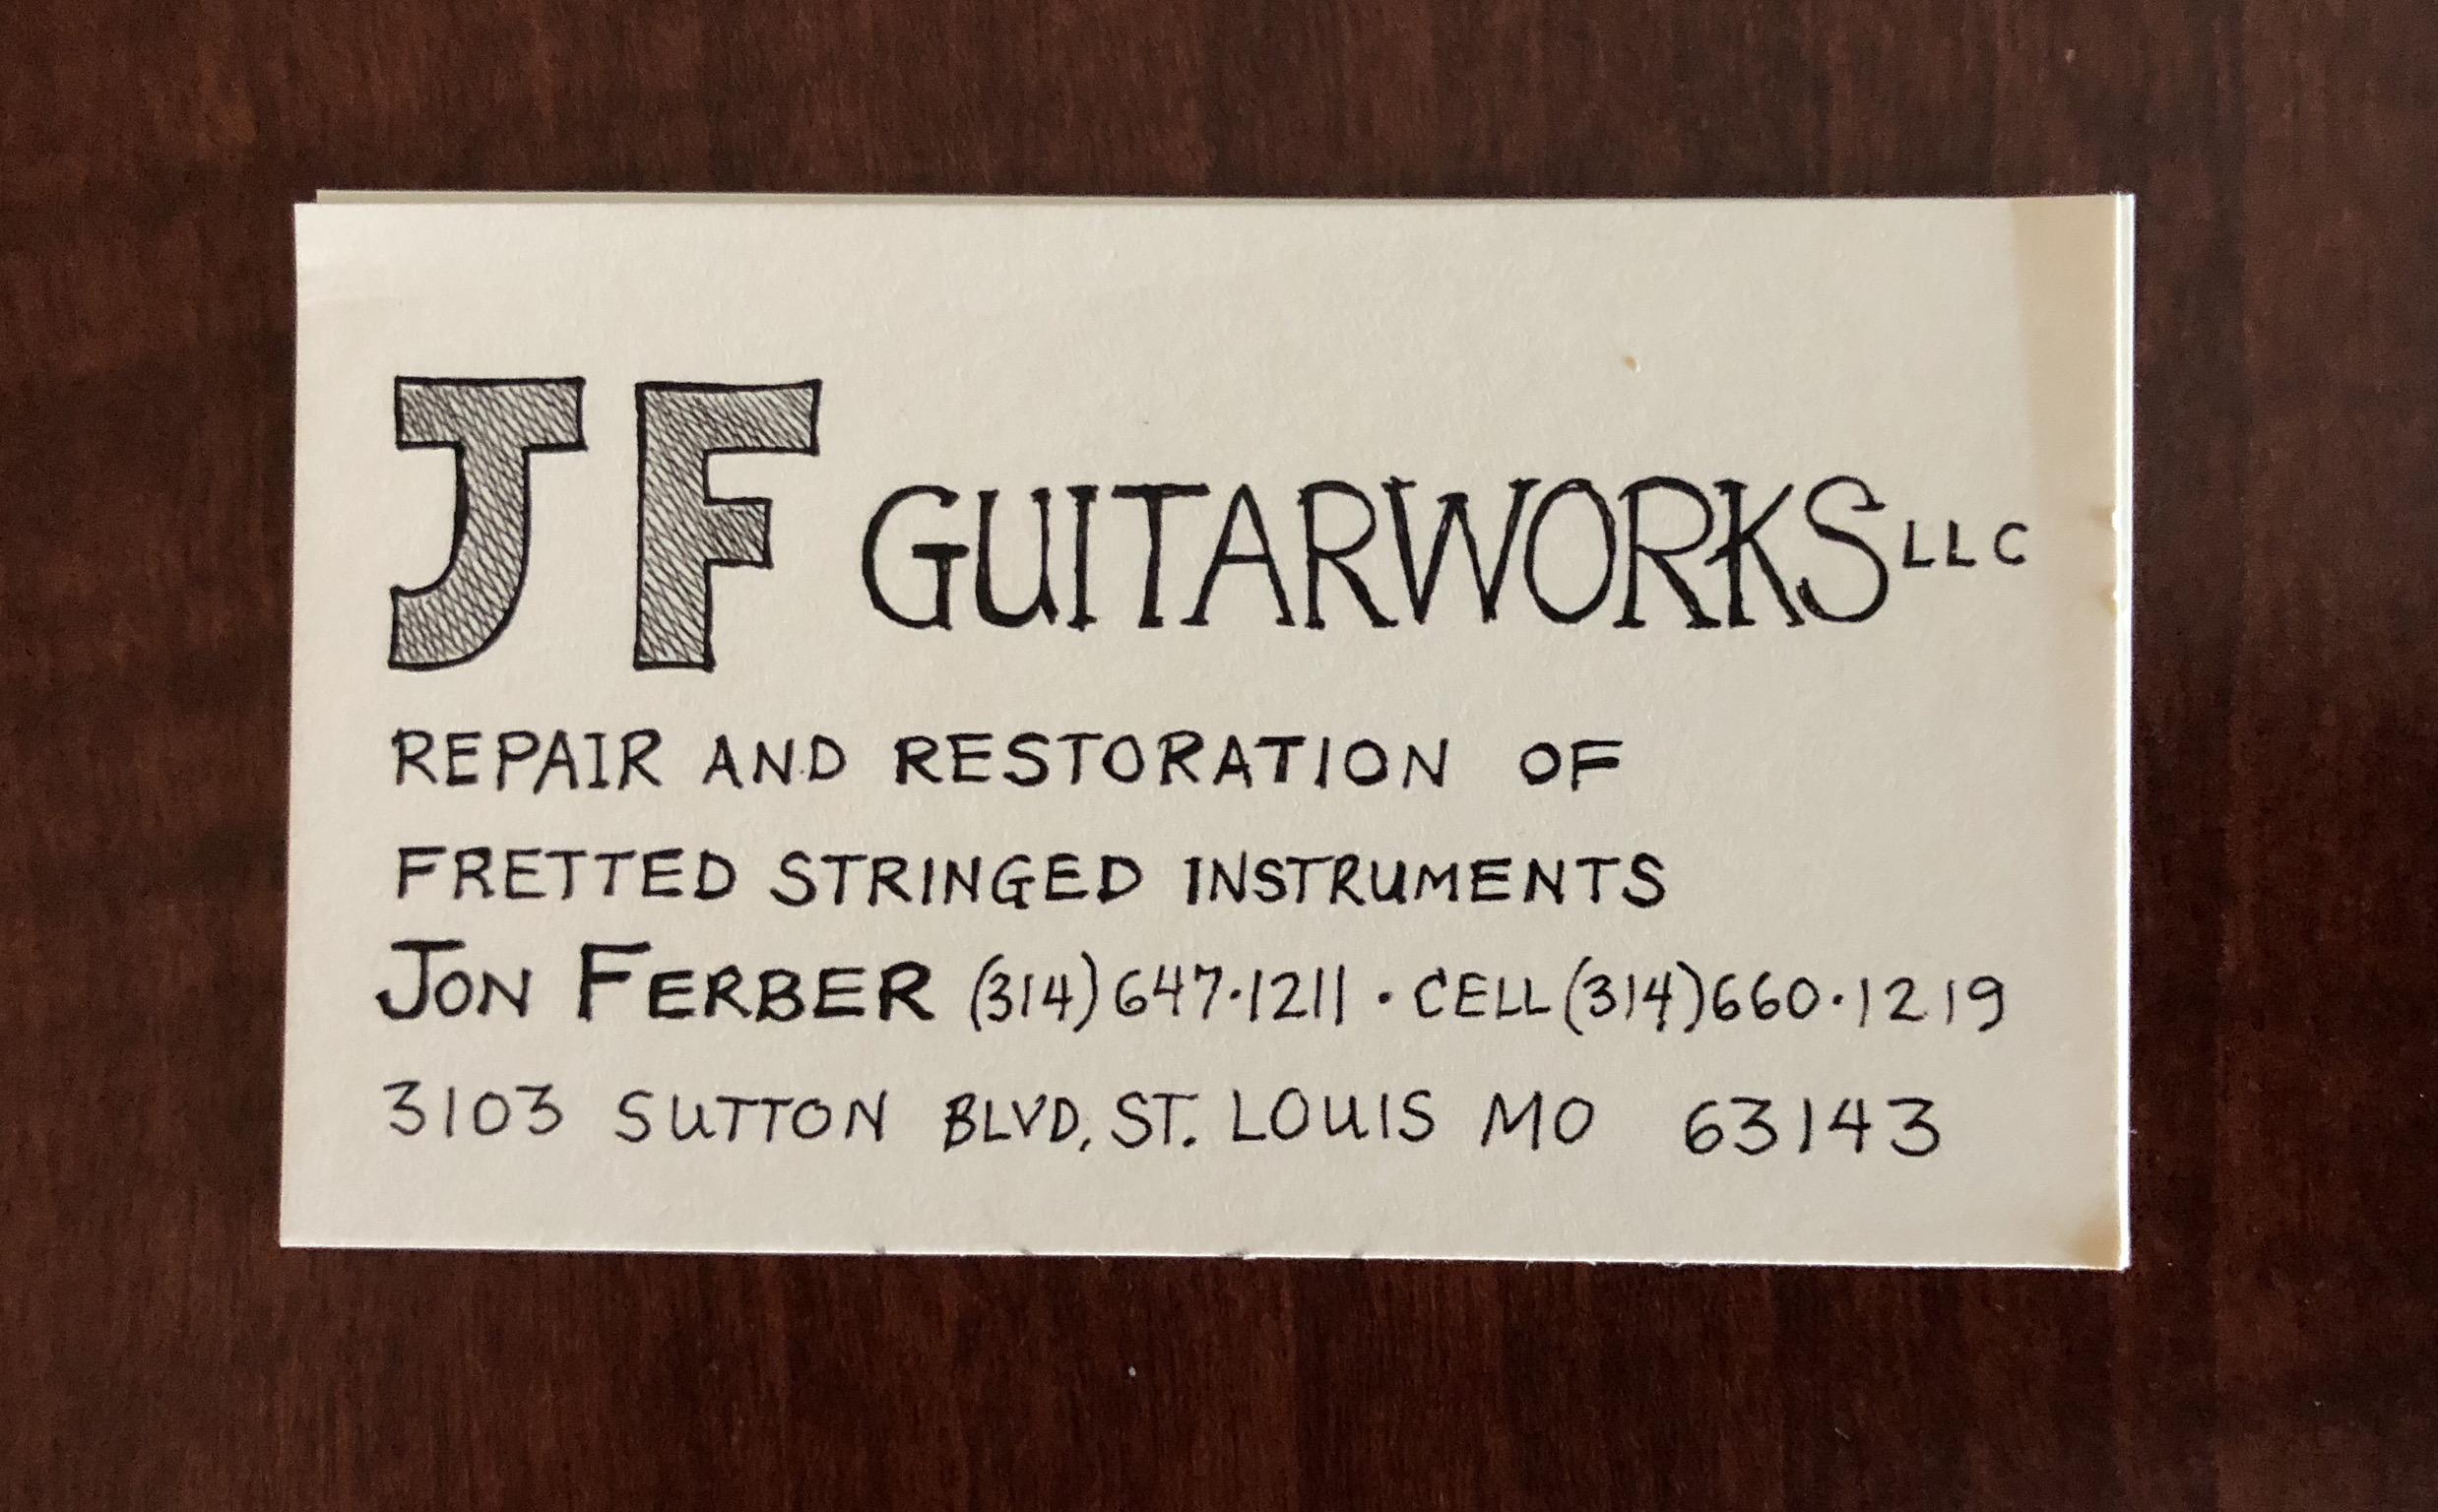 JF GUITARWORKS LLC
REPAIR AND RESTORATION OF
FRETTED STRINGED INSTRUMENTS
JON FERBER (314) 647·1211 · CELL (314) 660·1219
3103 SUTTON BLVD, ST. LOUIS MO 63143